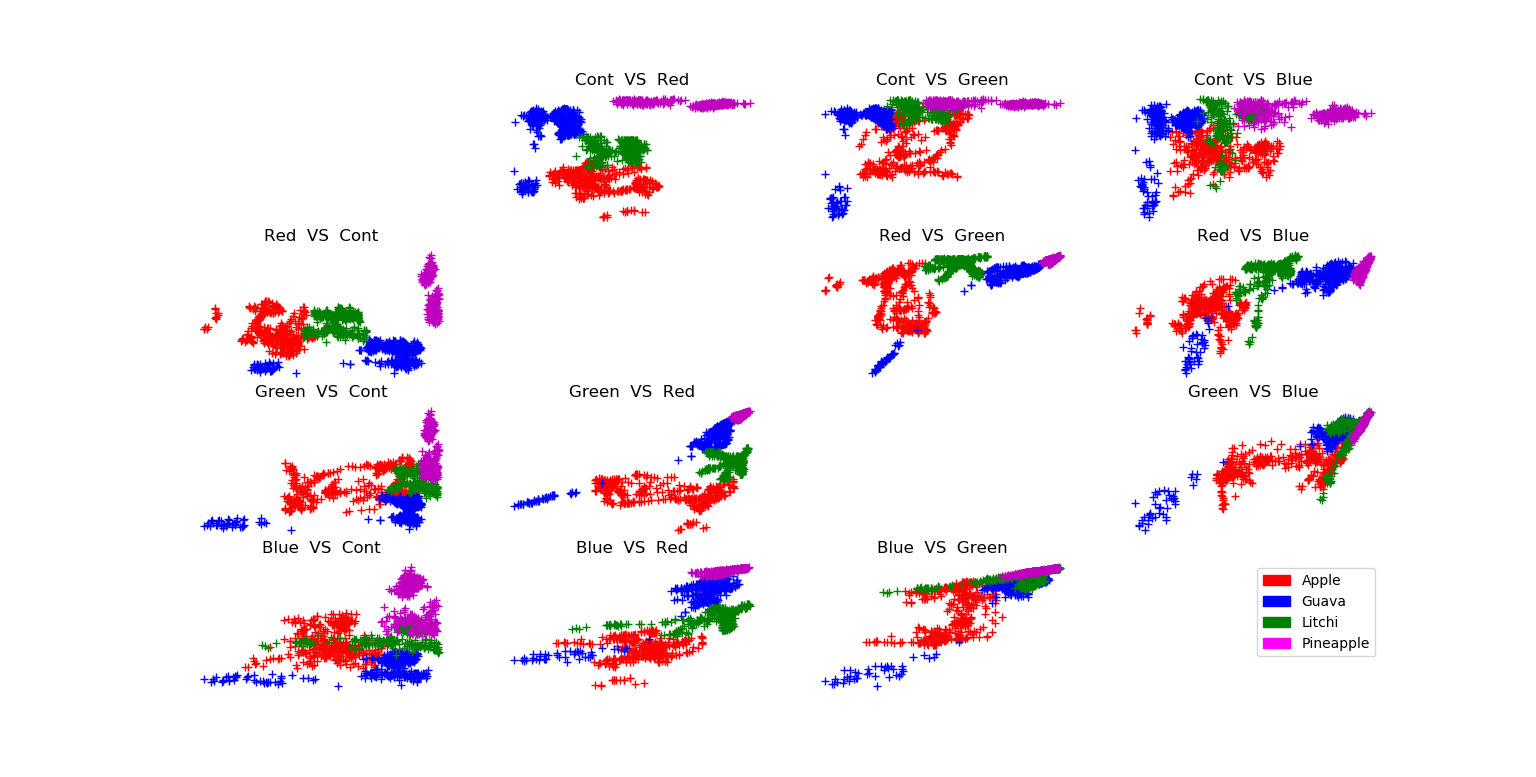 Cont  VS  Red
Cont  VS  Green
Cont  VS  Blue
Red  VS  Cont
Red  VS  Green
Red  VS  Blue
Green  VS  Cont
Green  VS  Red
Green  VS  Blue
Blue  VS  Cont
Blue  VS  Red
Blue  VS  Green
Apple
Guava
Litchi
Pineapple